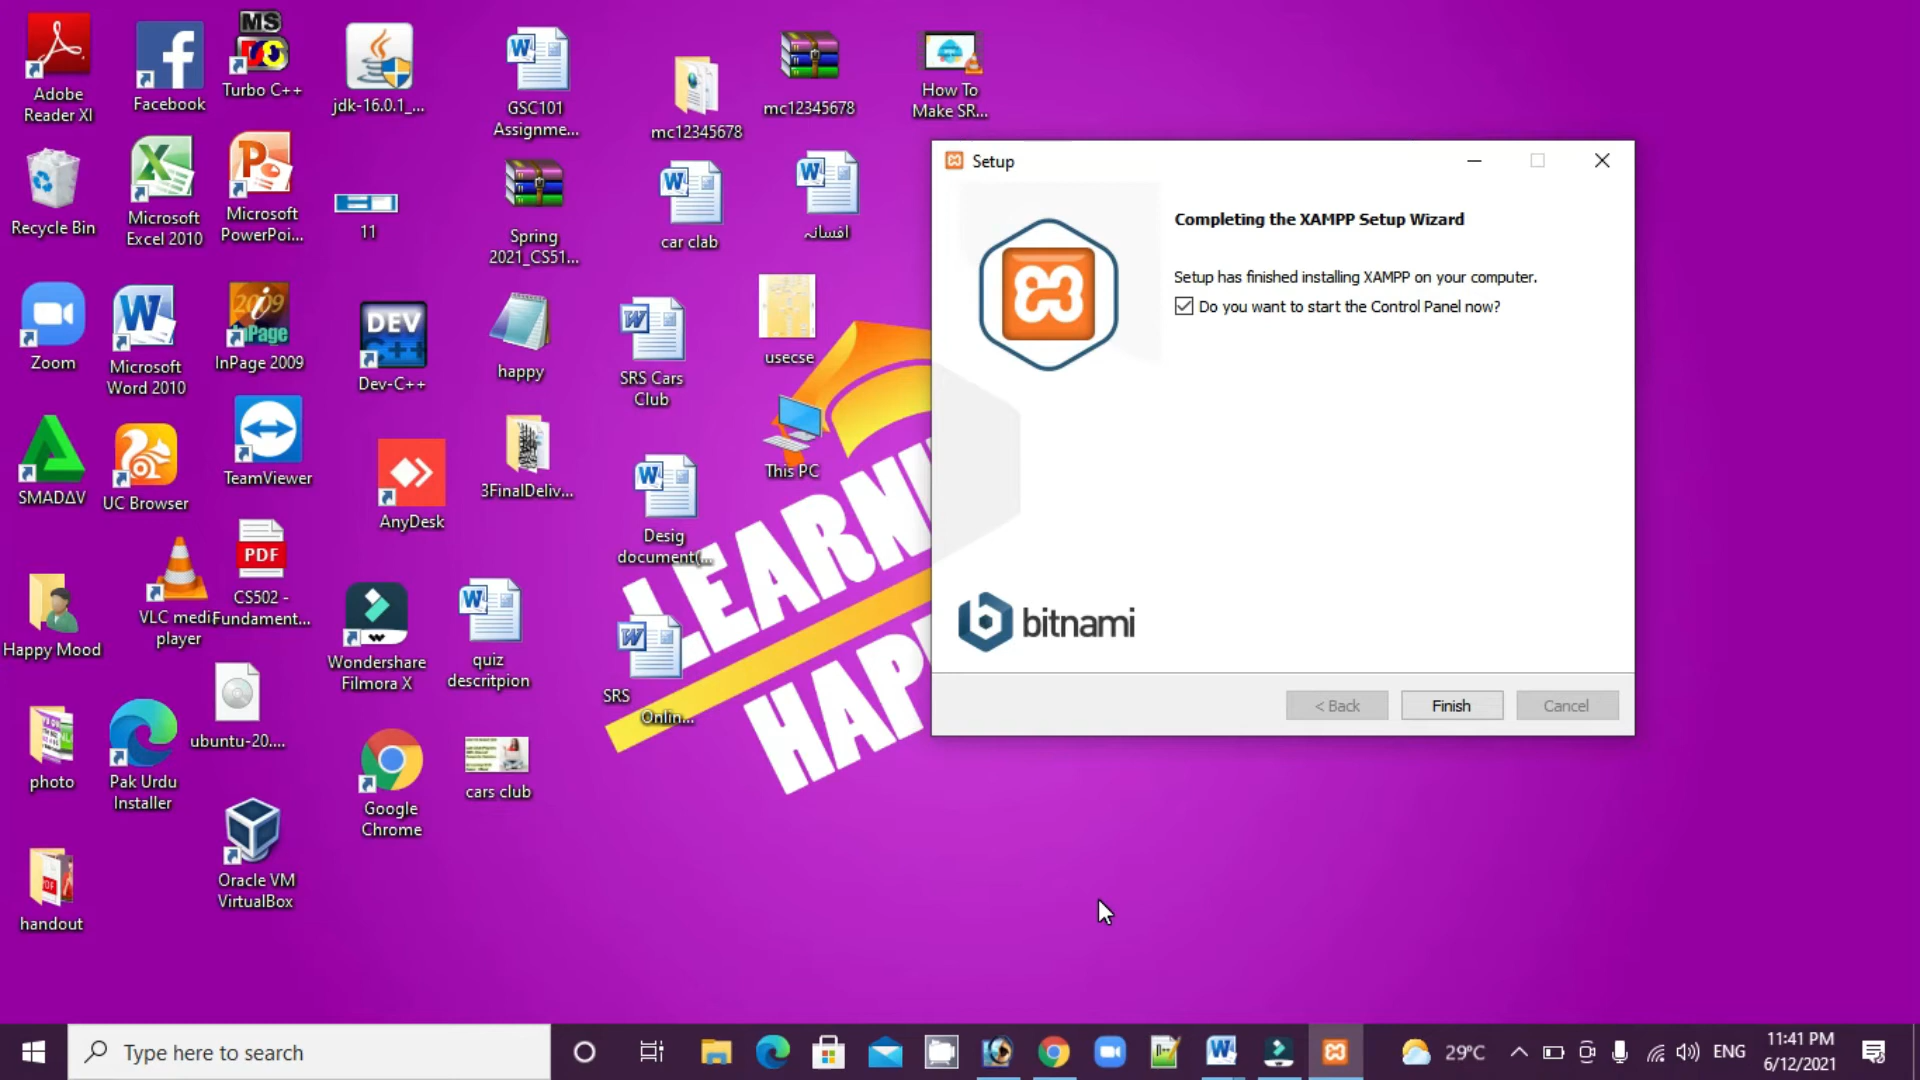 Adobe
Reader XI
Facebook
MS
Turbo C++
jdk-16.0.1_...
GSC101
Assignme...
mc12345678
mc12345678
How To
Make SR...
Recycle Bin
Microsoft
Excel 2010
Microsoft
PowerPoi...
11
Spring
2021_CS51...
car clab
افسانہ
Zoom
Microsoft
Word 2010
2009
InPage
InPage 2009
DEV
C++
Dev-C++
happy
SRS Cars
Club
usecse
SMADΔV
UC Browser
TeamViewer
AnyDesk
3FinalDeliv...
Desig
document(...
This PC
Happy Mood
VLC medi
player
PDF
CS502 -
Fundament...
Wondershare
Filmora X
quiz
descritpion
SRS
Onlin...
LEARNI
HAP
photo
Pak Urdu
Installer
ubuntu-20....
Google
Chrome
cars club
handout
Oracle VM
VirtualBox
Setup
Completing the XAMPP Setup Wizard
Setup has finished installing XAMPP on your computer.
Do you want to start the Control Panel now?
bitnami
< Back
Finish
Cancel
Type here to search
29°C
ENG
11:41 PM
6/12/2021